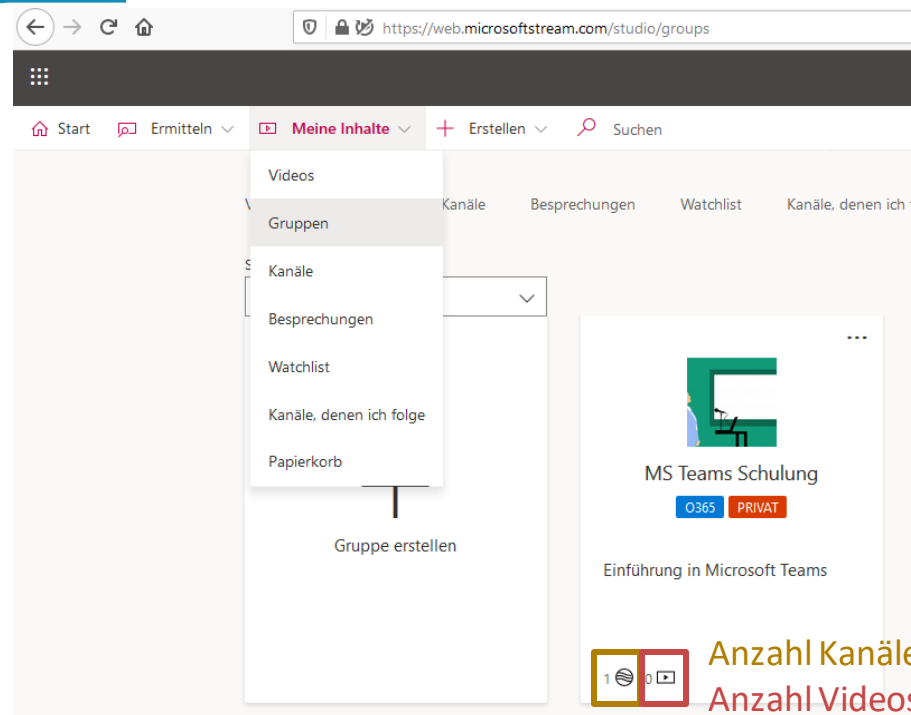 https://web.microsoftstream.com/studio/groups
Start Ermitteln Meine Inhalte Erstellen Suchen
Videos
Kanäle Besprechungen Watchlist Kanäle, denen ich
Gruppen
Kanäle
Besprechungen
Watchlist
Kanäle, denen ich folge
Papierkorb
Gruppe erstellen
MS Teams Schulung
O365 PRIVAT
Einführung in Microsoft Teams
1 0
Anzahl Kanäle
Anzahl Videos